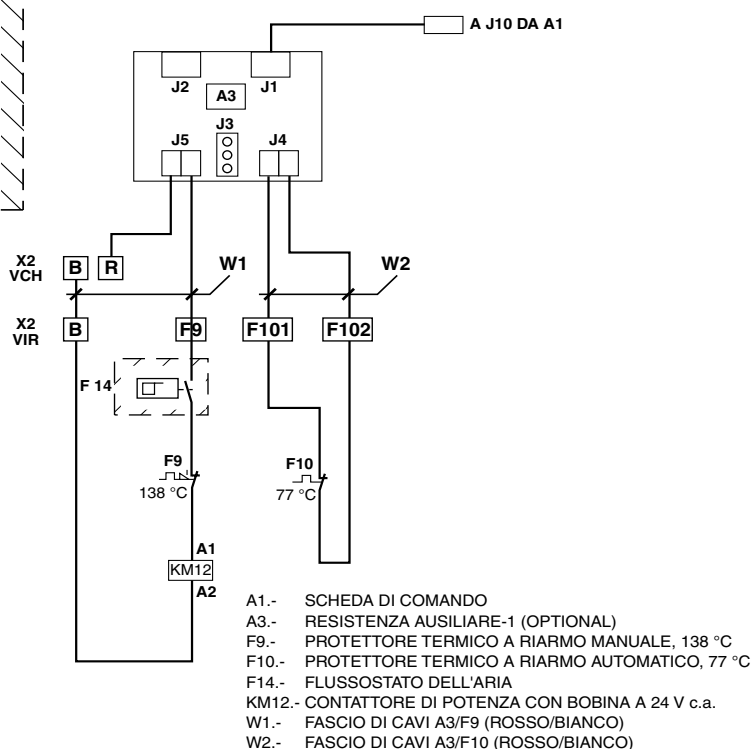 A J10 DA A1
J2
J1
A3
J3
J5
J4
X2
VCH
B
R
W1
W2
X2
VIR
B
F9
F101
F102
F 14
F9
138 °C
F10
77 °C
A1
KM12
A2
A1.- SCHEDA DI COMANDO
A3.- RESISTENZA AUSILIARE-1 (OPTIONAL)
F9.- PROTETTORE TERMICO A RIARMO MANUALE, 138 °C
F10.- PROTETTORE TERMICO A RIARMO AUTOMATICO, 77 °C
F14.- FLUSSOSTATO DELL'ARIA
KM12.- CONTATTORE DI POTENZA CON BOBINA A 24 V c.a.
W1.- FASCIO DI CAVI A3/F9 (ROSSO/BIANCO)
W2.- FASCIO DI CAVI A3/F10 (ROSSO/BIANCO)